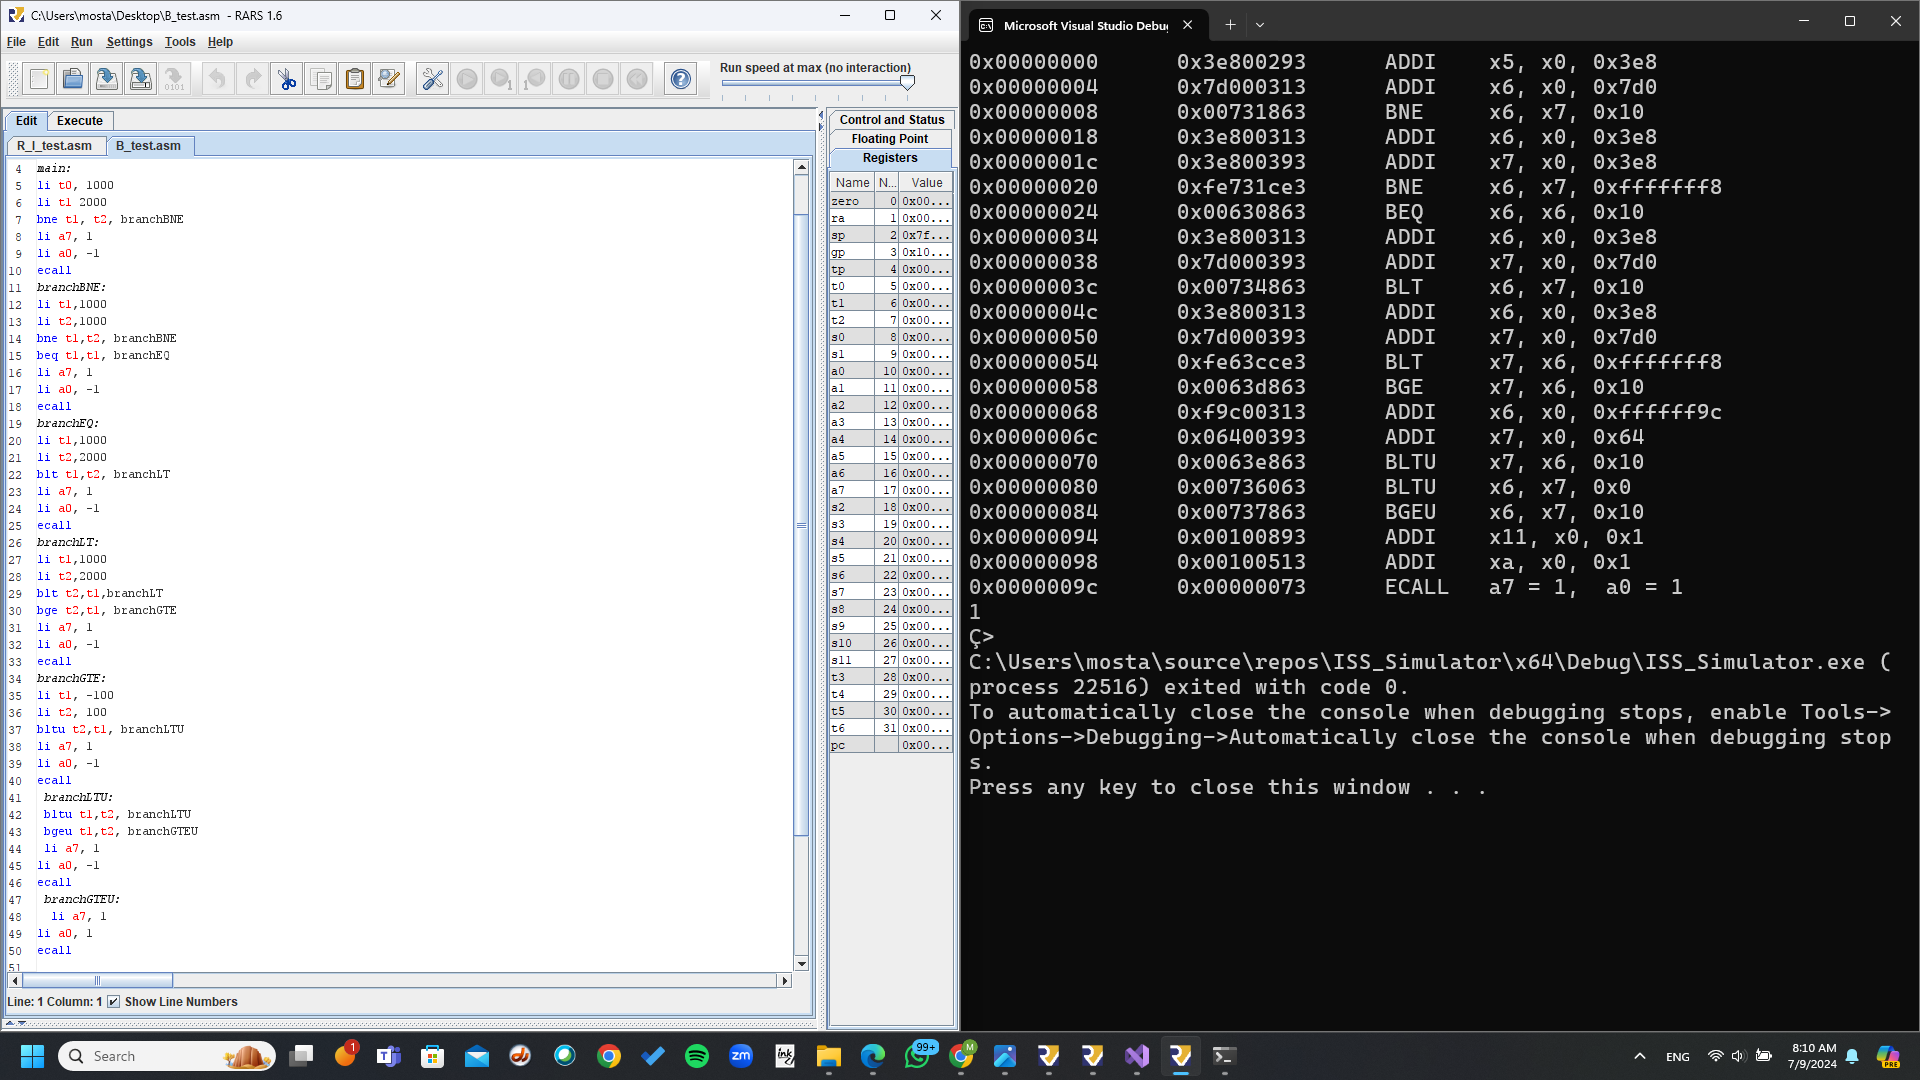 C:\Users\mosta\Desktop\B_test.asm - RARS 1.6
File Edit Run Settings Tools Help
Run speed at max (no interaction)
Edit Execute
R_I_test.asm B_test.asm
4 main:
5 li t0, 1000
6 li t1 2000
7 bne t1, t2, branchBNE
8 li a7, 1
9 li a0, -1
10 ecall
11 branchBNE:
12 li t1,1000
13 li t2,1000
14 bne t1,t2, branchBNE
15 beq t1,t1, branchEQ
16 li a7, 1
17 li a0, -1
18 ecall
19 branchEQ:
20 li t1,1000
21 li t2,2000
22 blt t1,t2, branchLT
23 li a7, 1
24 li a0, -1
25 ecall
26 branchLT:
27 li t1,1000
28 li t2,2000
29 blt t2,t1,branchLT
30 bge t2,t1, branchGTE
31 li a7, 1
32 li a0, -1
33 ecall
34 branchGTE:
35 li t1, -100
36 li t2, 100
37 bltu t2,t1, branchLTU
38 li a7, 1
39 li a0, -1
40 ecall
41 branchLTU:
42 bltu t1,t2, branchLTU
43 bgeu t1,t2, branchGTEU
44 li a7, 1
45 li a0, -1
46 ecall
47 branchGTEU:
48 li a7, 1
49 li a0, 1
50 ecall
51
Line: 1 Column: 1 Show Line Numbers
Control and Status
Floating Point
Registers
Name N... Value
zero 0 0x00...
ra 1 0x00...
sp 2 0x7f...
gp 3 0x10...
tp 4 0x00...
t0 5 0x00...
t1 6 0x00...
t2 7 0x00...
s0 8 0x00...
s1 9 0x00...
a0 10 0x00...
a1 11 0x00...
a2 12 0x00...
a3 13 0x00...
a4 14 0x00...
a5 15 0x00...
a6 16 0x00...
a7 17 0x00...
s2 18 0x00...
s3 19 0x00...
s4 20 0x00...
s5 21 0x00...
s6 22 0x00...
s7 23 0x00...
s8 24 0x00...
s9 25 0x00...
s10 26 0x00...
s11 27 0x00...
t3 28 0x00...
t4 29 0x00...
t5 30 0x00...
t6 31 0x00...
pc 0x00...
Microsoft Visual Studio Debug
0x00000000 0x3e800293 ADDI x5, x0, 0x3e8
0x00000004 0x7d000313 ADDI x6, x0, 0x7d0
0x00000008 0x00731863 BNE x6, x7, 0x10
0x00000018 0x3e800313 ADDI x6, x0, 0x3e8
0x0000001c 0x3e800393 ADDI x7, x0, 0x3e8
0x00000020 0xfe731ce3 BNE x6, x7, 0xfffffff8
0x00000024 0x00630863 BEQ x6, x6, 0x10
0x00000034 0x3e800313 ADDI x6, x0, 0x3e8
0x00000038 0x7d000393 ADDI x7, x0, 0x7d0
0x0000003c 0x00734863 BLT x6, x7, 0x10
0x0000004c 0x3e800313 ADDI x6, x0, 0x3e8
0x00000050 0x7d000393 ADDI x7, x0, 0x7d0
0x00000054 0xfe63cce3 BLT x7, x6, 0xfffffff8
0x00000058 0x0063d863 BGE x7, x6, 0x10
0x00000068 0xf9c00313 ADDI x6, x0, 0xffffff9c
0x0000006c 0x06400393 ADDI x7, x0, 0x64
0x00000070 0x0063e863 BLTU x7, x6, 0x10
0x00000080 0x00736063 BLTU x6, x7, 0x0
0x00000084 0x00737863 BGEU x6, x7, 0x10
0x00000094 0x00100893 ADDI x11, x0, 0x1
0x00000098 0x00100513 ADDI xa, x0, 0x1
0x0000009c 0x00000073 ECALL a7 = 1, a0 = 1
1
Ç>
C:\Users\mosta\source\repos\ISS_Simulator\x64\Debug\ISS_Simulator.exe (
process 22516) exited with code 0.
To automatically close the console when debugging stops, enable Tools->
Options->Debugging->Automatically close the console when debugging stop
s.
Press any key to close this window . . .
Search
1
zm
ink
99+
M
ENG
8:10 AM
7/9/2024
PRE